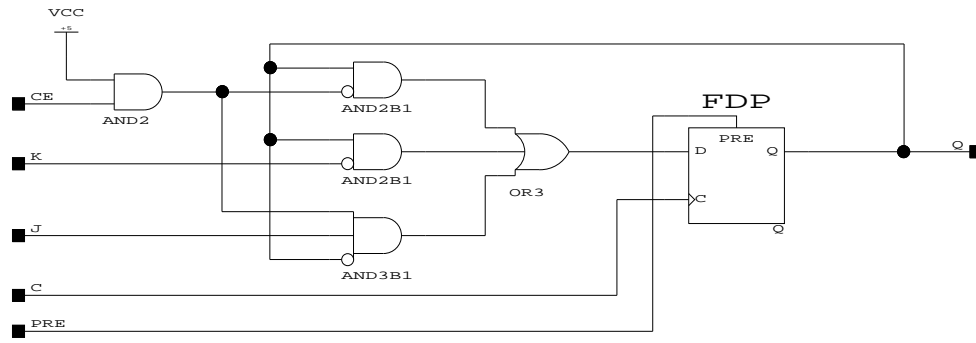 VCC
+5
CE
AND2
AND2B1
K
AND2B1
J
AND3B1
OR3
FDP
PRE
D
Q
C
Q
Q
C
PRE